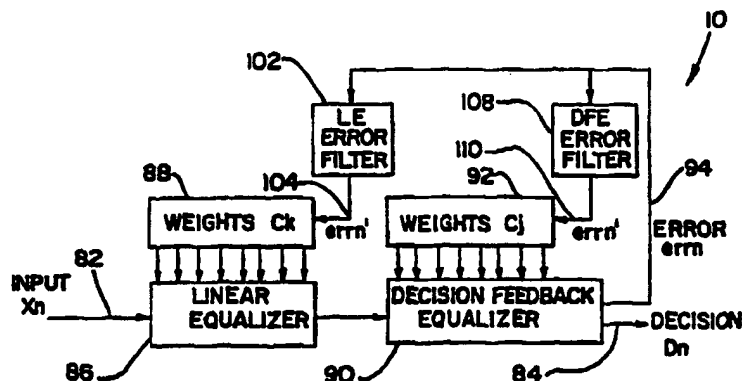 10
102
LE
ERROR
FILTER
108
DFE
ERROR
FILTER
110
94
88
104
92
WEIGHTS Ck
errn'
WEIGHTS Cj
errn'
ERROR
errn
INPUT
Xn
82
LINEAR
EQUALIZER
DECISION FEEDBACK
EQUALIZER
DECISION
Dn
86
90
84